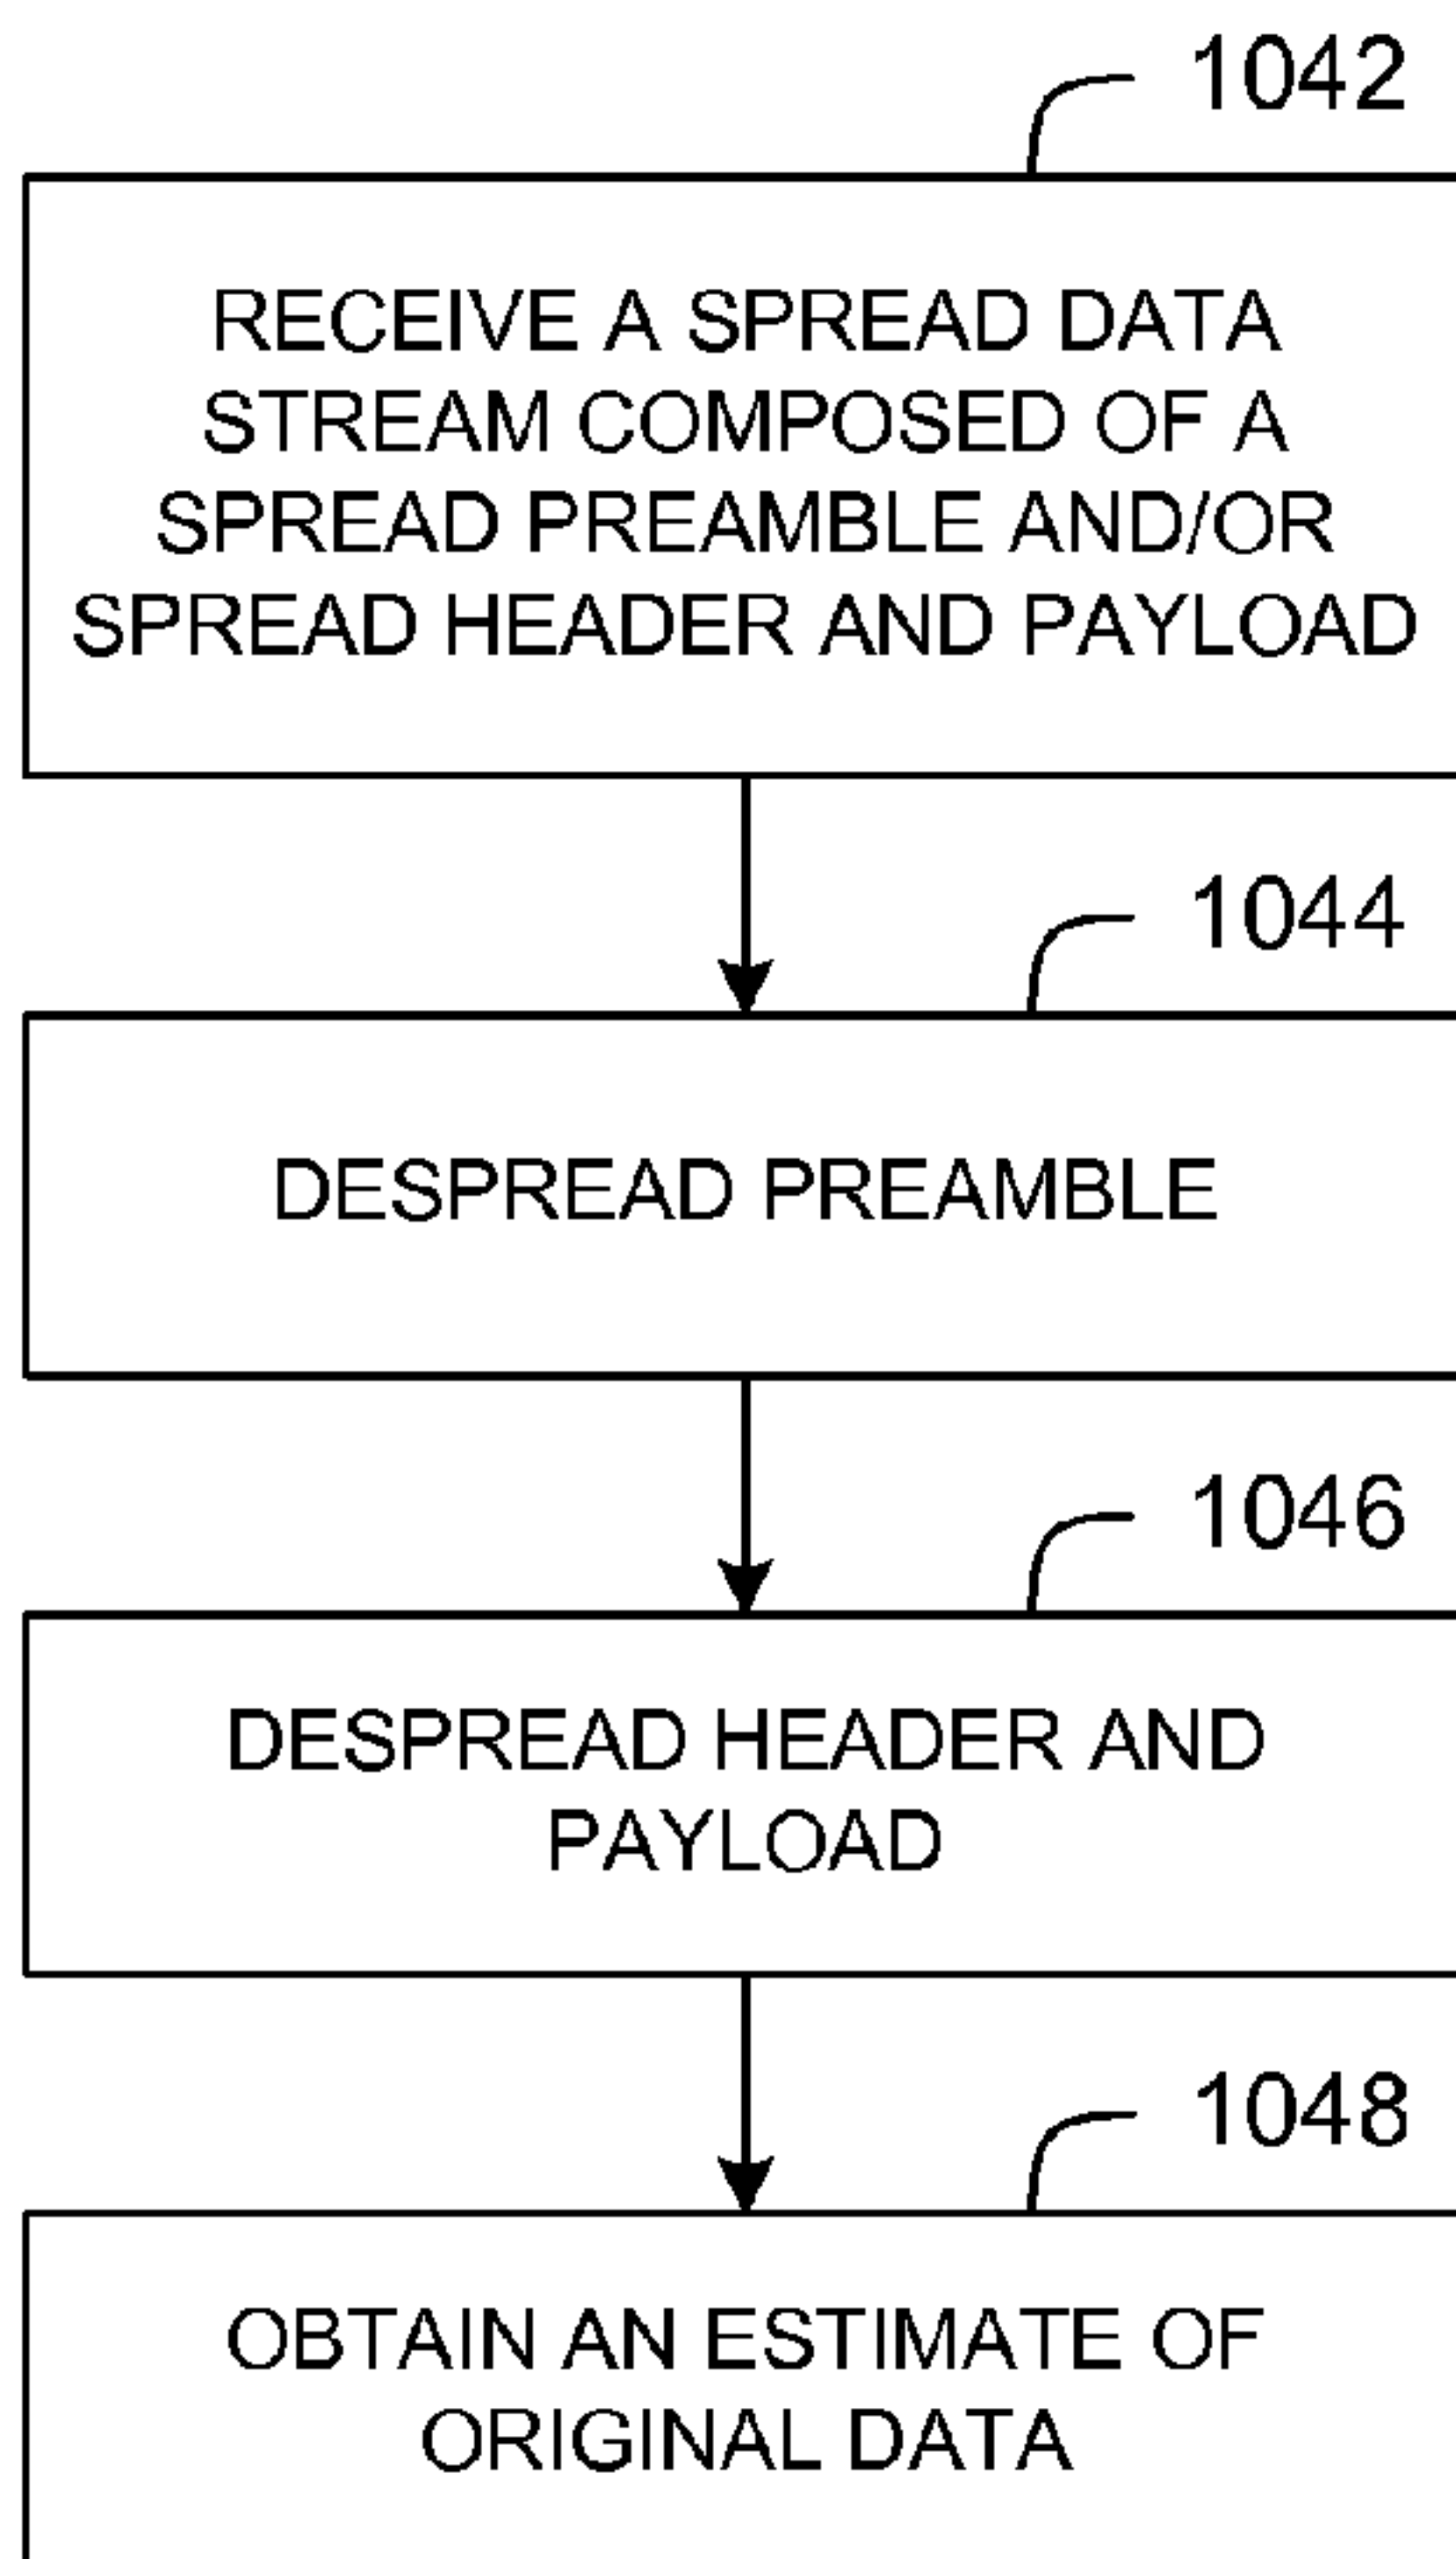 1042
RECEIVE A SPREAD DATA
STREAM COMPOSED OF A
SPREAD PREAMBLE AND/OR
SPREAD HEADER AND PAYLOAD
1044
DESPREAD PREAMBLE
1046
DESPREAD HEADER AND
PAYLOAD
1048
OBTAIN AN ESTIMATE OF
ORIGINAL DATA